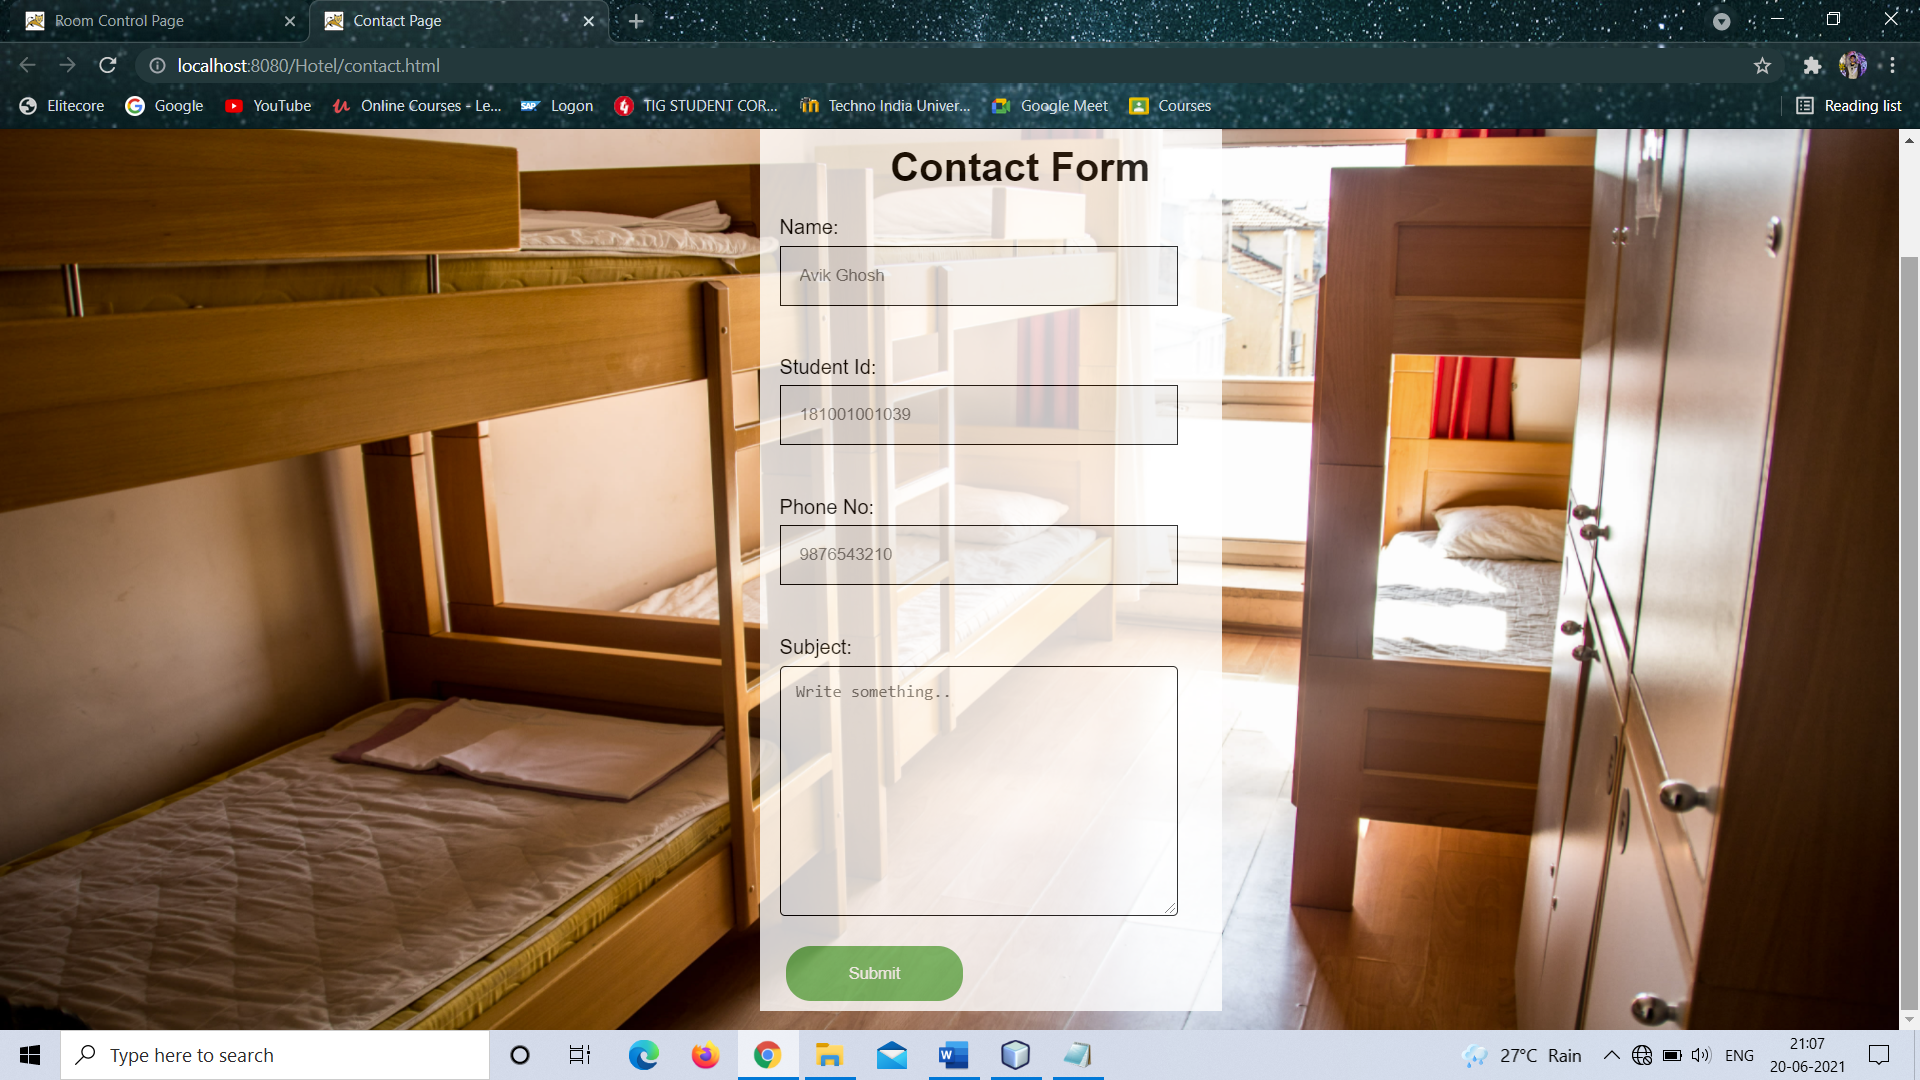 Room Control Page
Contact Page
localhost:8080/Hotel/contact.html
Elitecore
Google
YouTube
Online Courses - Le...
Logon
TIG STUDENT COR...
Techno India Univer...
Google Meet
Courses
Reading list
Contact Form
Name:
Avik Ghosh
Student Id:
181001001039
Phone No:
9876543210
Subject:
Write something..
Submit
Type here to search
27°C Rain
ENG
21:07
20-06-2021